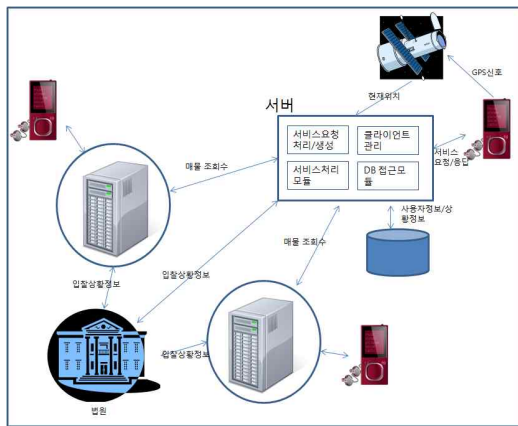 GPS신호
현재위치
서버
서비스요청
처리/생성
클라이언트
관리
서비스처리
모듈
DB 접근모
듈
서비스
요점/응답
매물 조회수
사용자정보/상
황정보
매물 조회수
입찰상황정보
입찰상황정보
입찰상황정보
법원